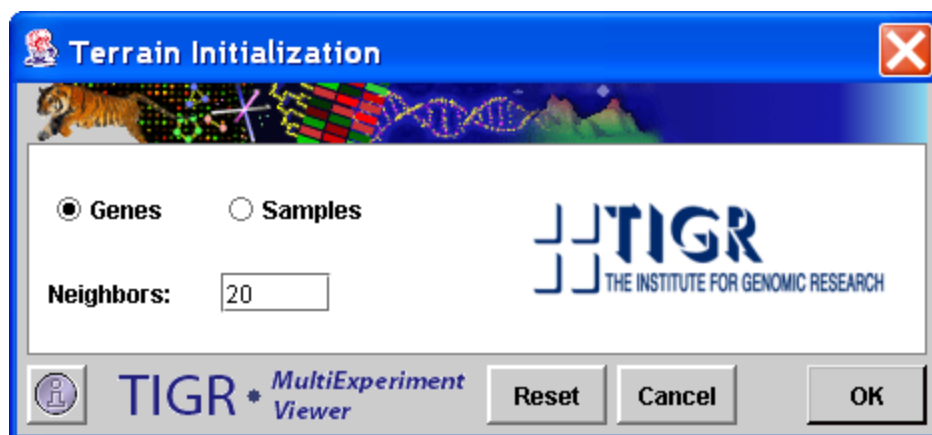 Terrain Initialization
Genes Samples
TIGR
THE INSTITUTE FOR GENOMIC RESEARCH
Neighbors: 20
TIGR * MultiExperiment Viewer
Reset Cancel OK